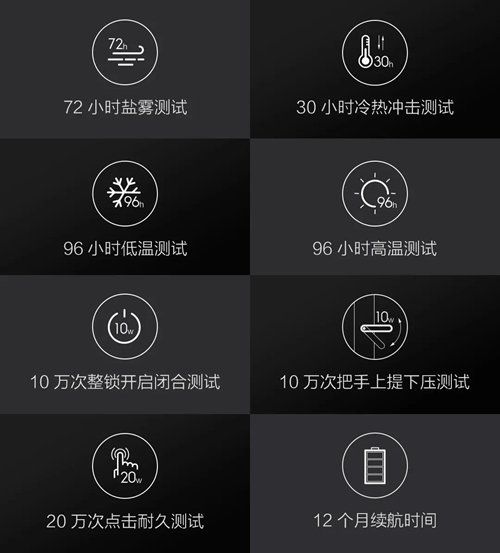 72h
30h
72 小时盐雾测试
30 小时冷热冲击测试
96h
96h
96 小时低温测试
96 小时高温测试
10w
10w
10 万次整锁开启闭合测试
10 万次把手上提下压测试
20w
20 万次点击耐久测试
12 个月续航时间